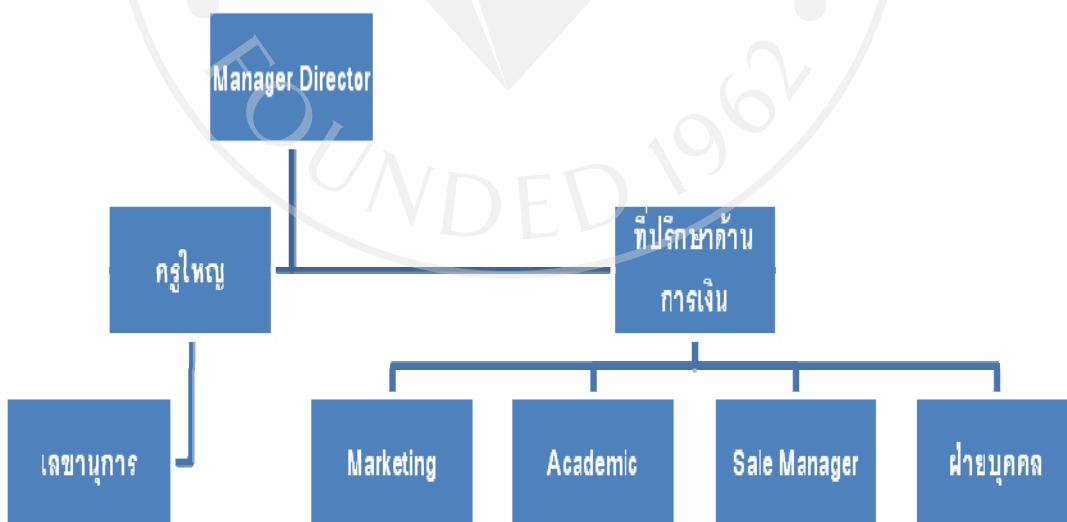 Manager Director
FOUNDED 1962
ครูใหญ่
ที่ปรึกษาด้าน
การเงิน
เลขานุการ
Marketing
Academic
Sale Manager
ฝ่ายบุคคล